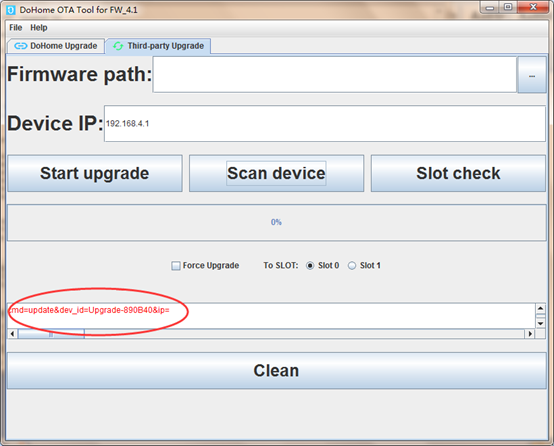 DoHome OTA Tool for FW_4.1
File Help
DoHome Upgrade Third-party Upgrade
Firmware path: ...
Device IP: 192.168.4.1
Start upgrade Scan device Slot check
0%
Force Upgrade To SLOT: Slot 0 Slot 1
cmd=update&dev_id=Upgrade-890B40&ip=
Clean